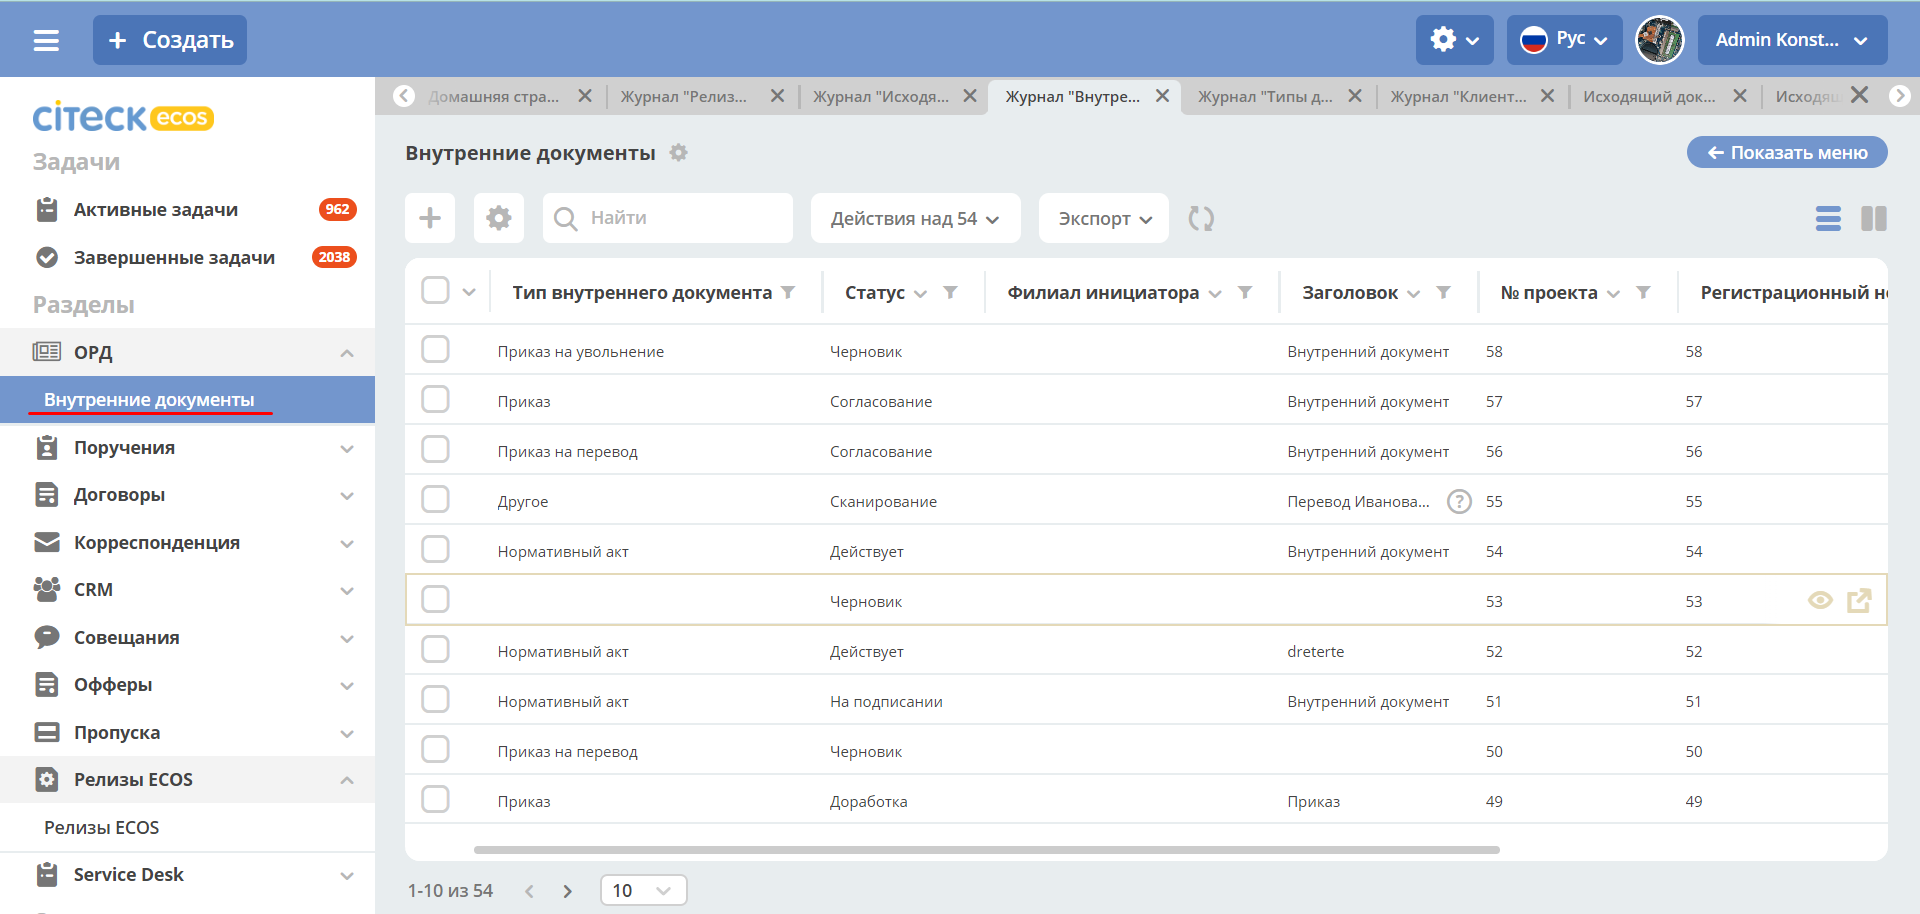 + Создать
Рус
Admin Konst...
citeck ecos
Задачи
Активные задачи 962
Завершенные задачи 2038
Разделы
ОРД
Внутренние документы
Поручения
Договоры
Корреспонденция
CRM
Совещания
Офферы
Пропуска
Релизы ECOS
Релизы ECOS
Service Desk
Домашняя стра...
Журнал "Релиз...
Журнал "Исходя...
Журнал "Внутре...
Журнал "Типы д...
Журнал "Клиент...
Исходящий док...
Исходящ
Внутренние документы
← Показать меню
Найти
Действия над 54
Экспорт
Тип внутреннего документа Статус Филиал инициатора Заголовок № проекта Регистрационный но
Приказ на увольнение Черновик Внутренний документ 58 58
Приказ Согласование Внутренний документ 57 57
Приказ на перевод Согласование Внутренний документ 56 56
Другое Сканирование Перевод Иванова... ? 55 55
Нормативный акт Действует Внутренний документ 54 54
Черновик 53 53
Нормативный акт Действует dreterte 52 52
Нормативный акт На подписании Внутренний документ 51 51
Приказ на перевод Черновик 50 50
Приказ Доработка Приказ 49 49
1-10 из 54
10